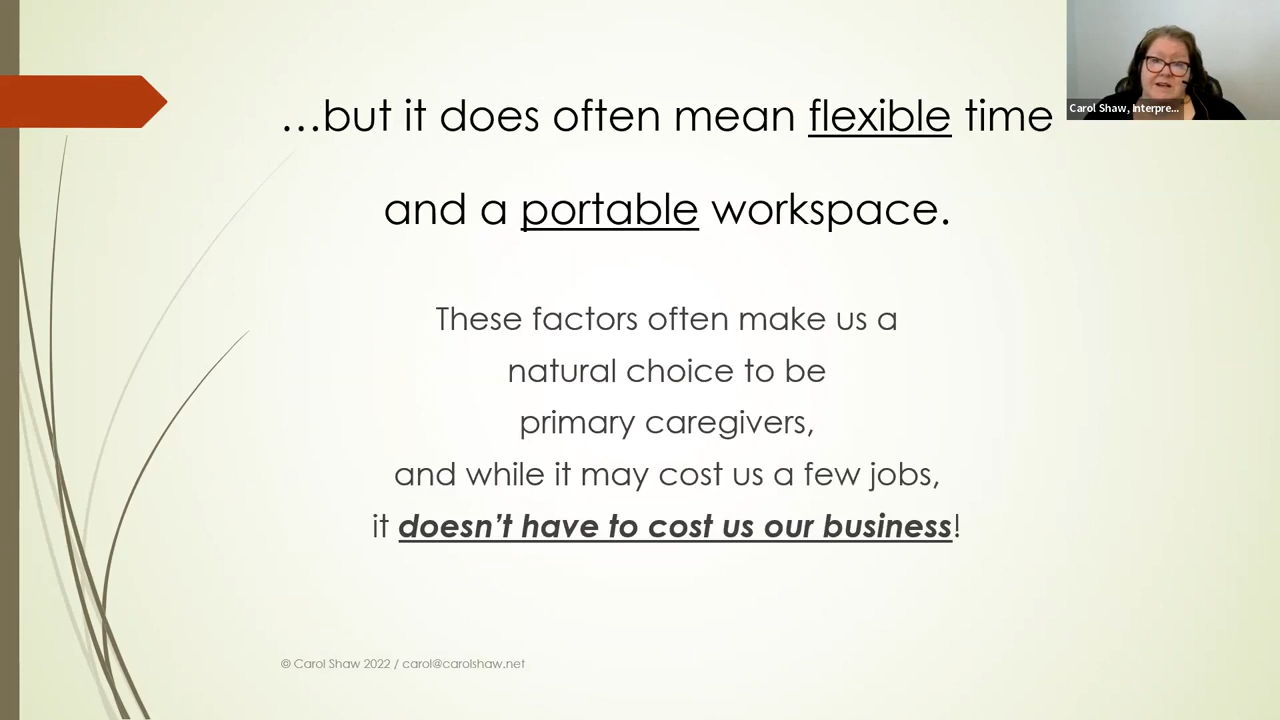 …but it does often mean flexible time
and a portable workspace.
Carol Shaw, Interpre...
These factors often make us a
natural choice to be
primary caregivers,
and while it may cost us a few jobs,
it doesn’t have to cost us our business!
© Carol Shaw 2022 / carol@carolshaw.net